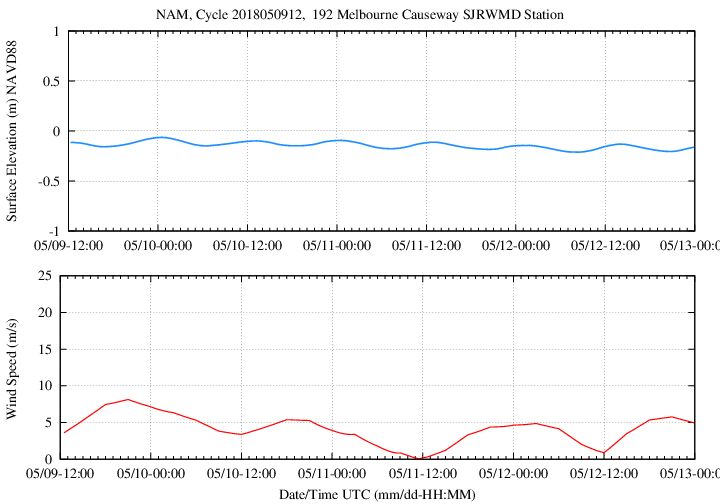 NAM, Cycle 2018050912,  192 Melbourne Causeway SJRWMD Station
Surface Elevation (m) NAVD88
1
0.5
0
-0.5
-1
05/09-12:00 05/10-00:00 05/10-12:00 05/11-00:00 05/11-12:00 05/12-00:00 05/12-12:00 05/13-00:0
Wind Speed (m/s)
25
20
15
10
5
0
05/09-12:00 05/10-00:00 05/10-12:00 05/11-00:00 05/11-12:00 05/12-00:00 05/12-12:00 05/13-00:0
Date/Time UTC (mm/dd-HH:MM)